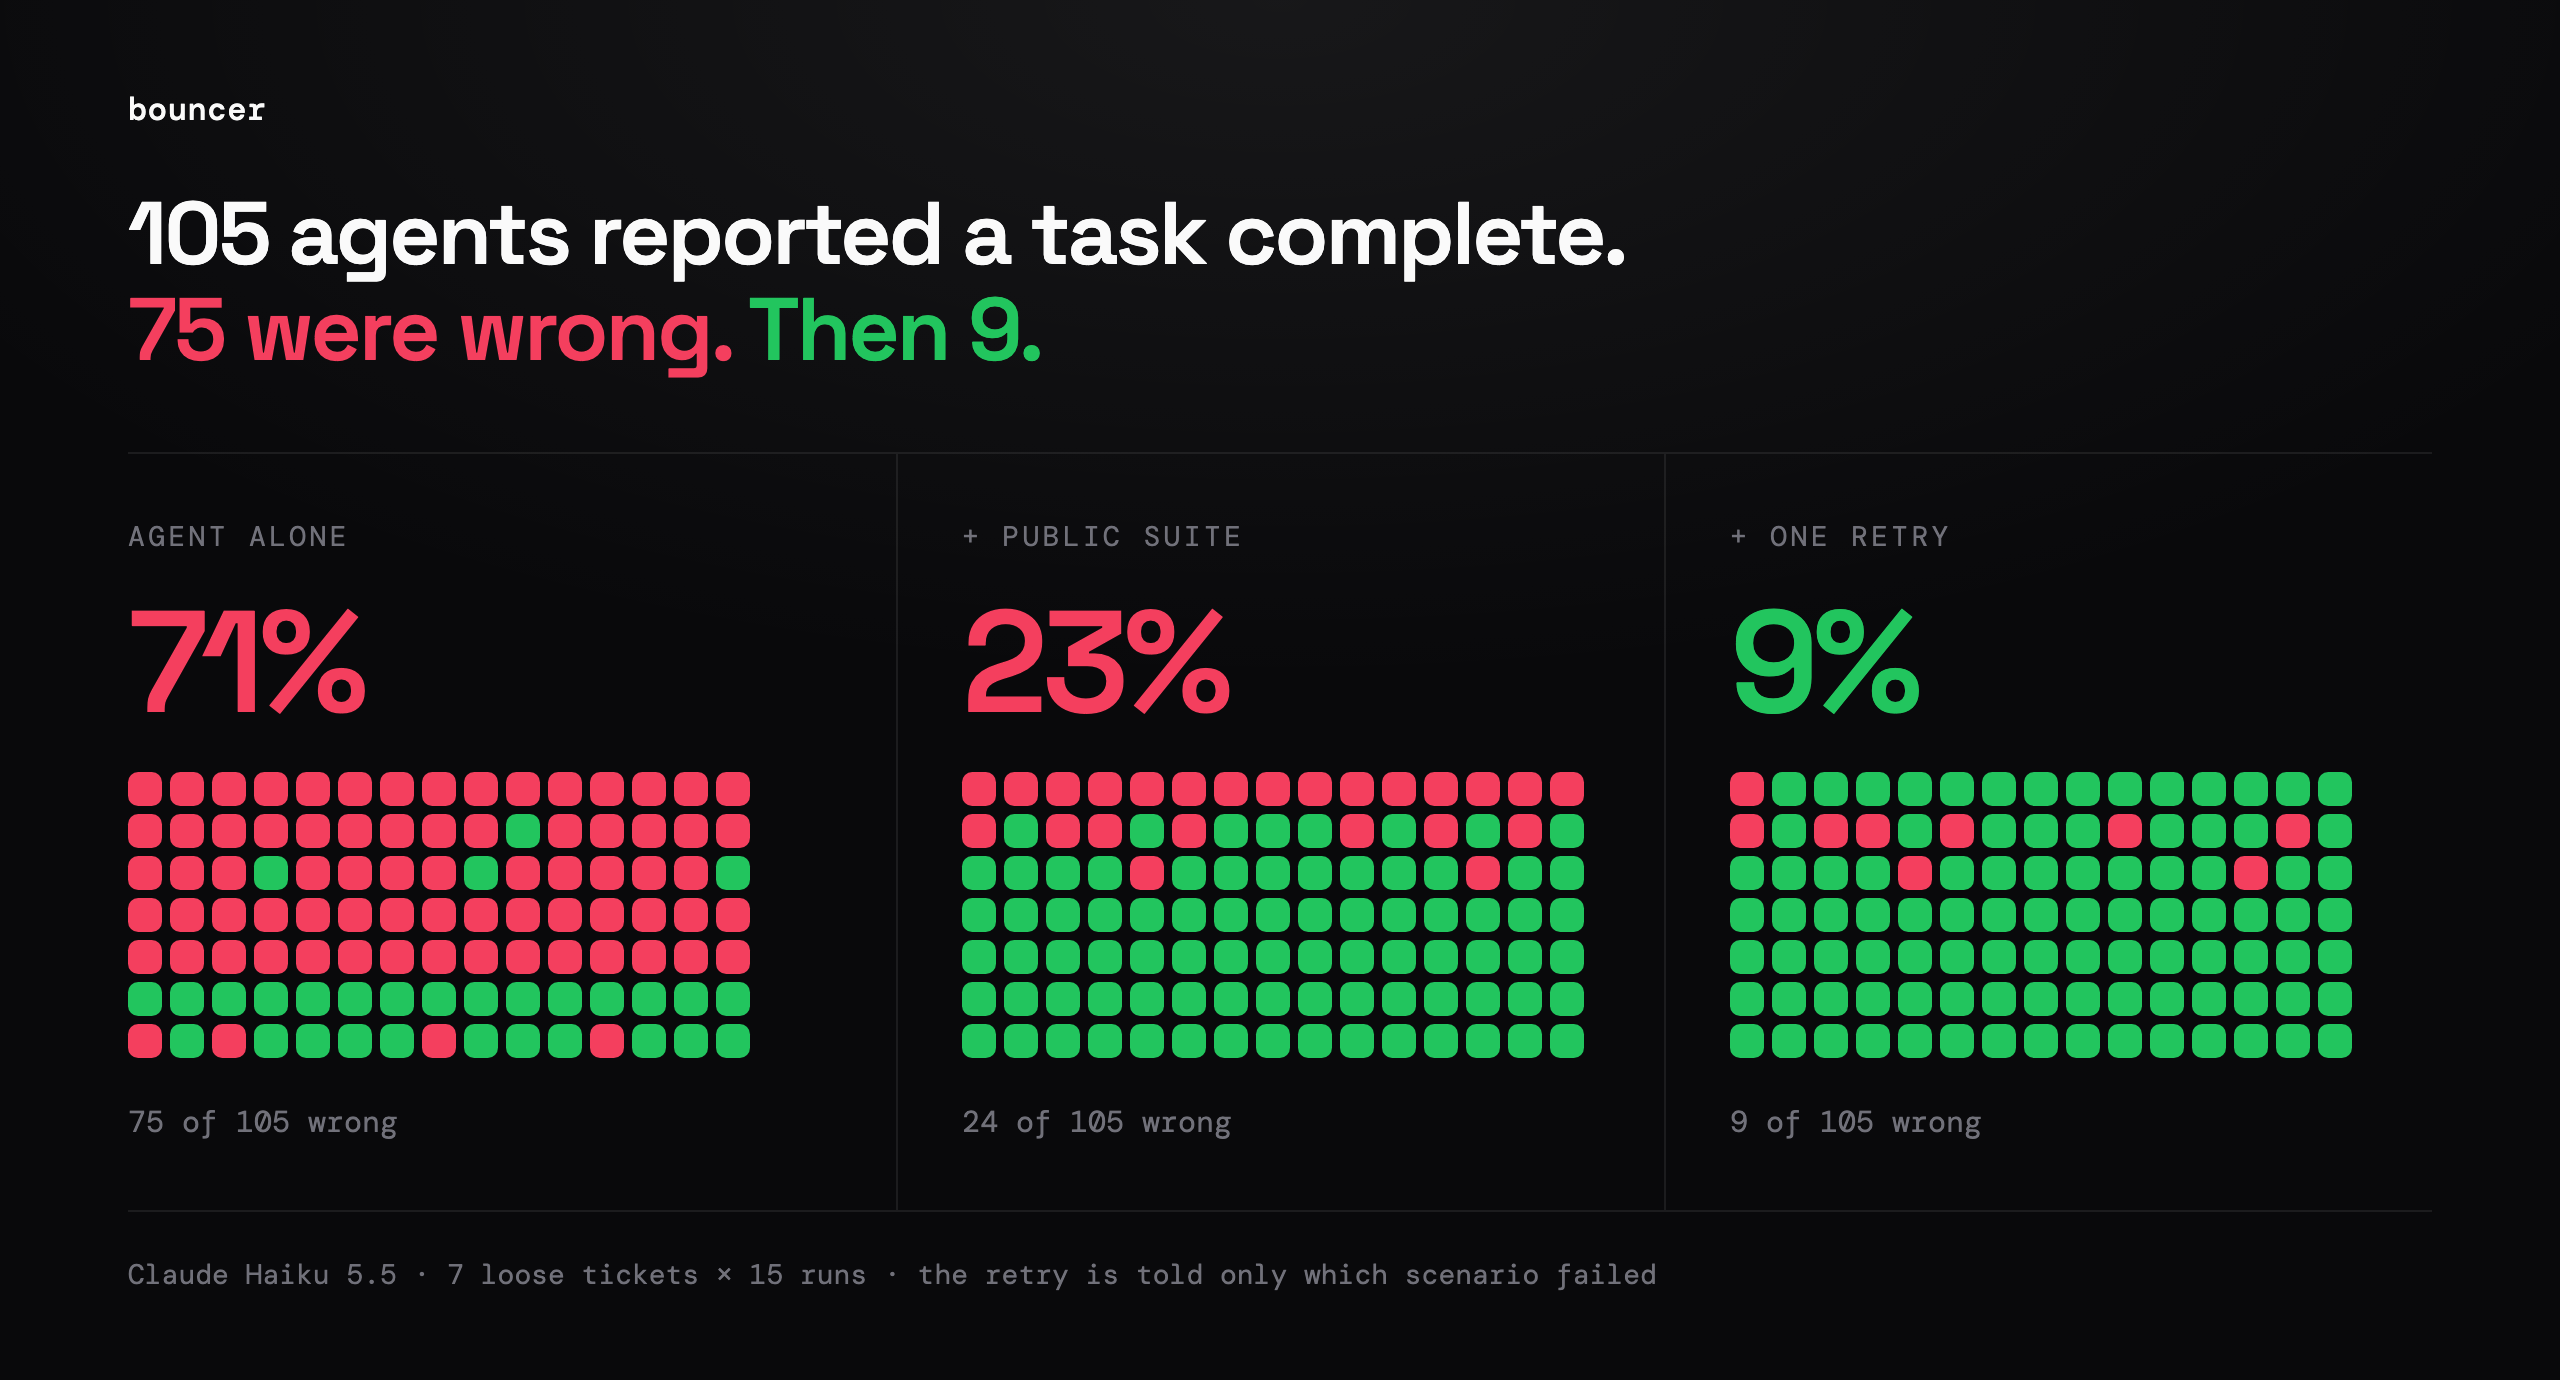 bouncer
105 agents reported a task complete.
75 were wrong. Then 9.
AGENT ALONE
71%
75 of 105 wrong
+ PUBLIC SUITE
23%
24 of 105 wrong
+ ONE RETRY
9%
9 of 105 wrong
Claude Haiku 5.5 · 7 loose tickets × 15 runs · the retry is told only which scenario failed